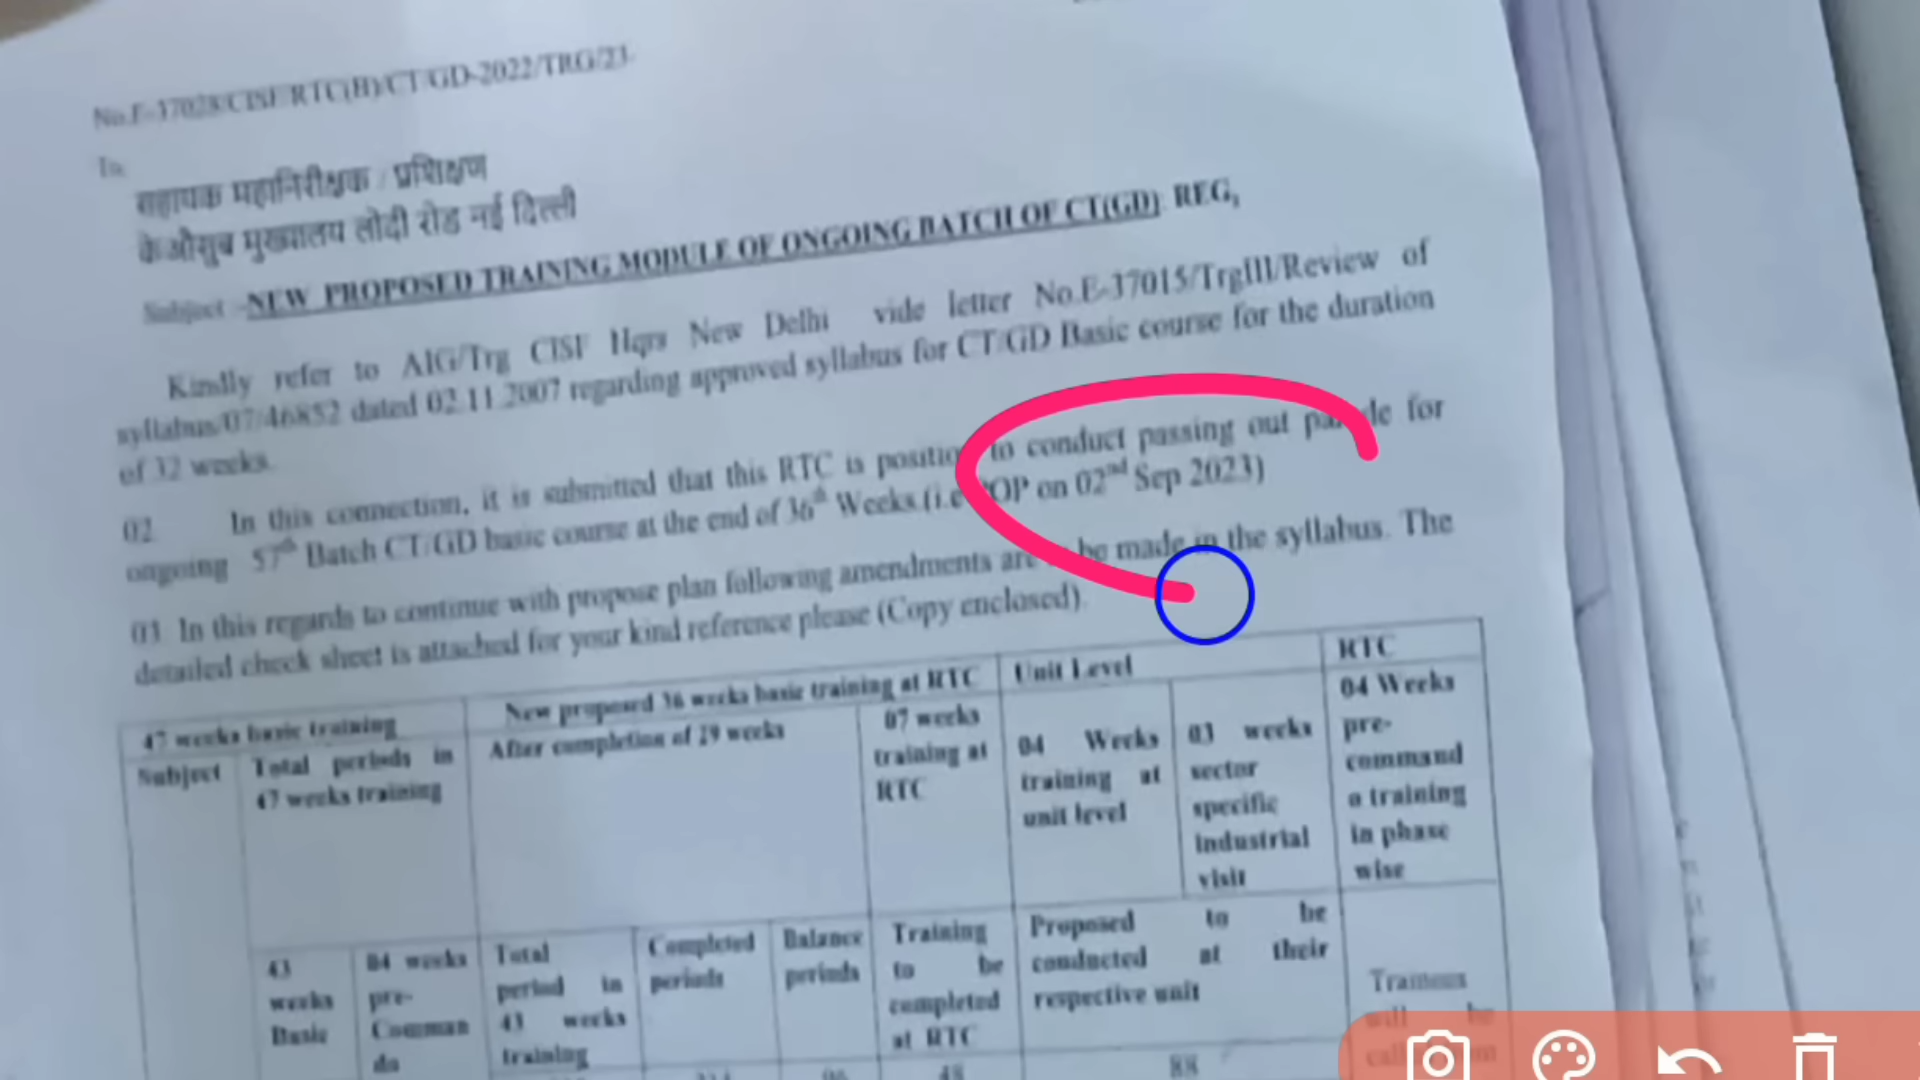 No.E-37028/CISF/RTC(B)/CT/GD-2022/TRG/23-
To,
सहायक महानिरीक्षक / प्रशिक्षण
केऔसुब मुख्यालय लोदी रोड नई दिल्ली
Subject :-NEW PROPOSED TRAINING MODULE OF ONGOING BATCH OF CT(GD) REG,
Kindly refer to AIG/Trg CISF Hqrs New Delhi vide letter No.E-37015/TrgIII/Review of
syllabus/07/46852 dated 02.11.2007 regarding approved syllabus for CT/GD Basic course for the duration
of 32 weeks.
02. In this connection, it is submitted that this RTC is position to conduct passing out parade for
ongoing 57th Batch CT/GD basic course at the end of 36th Weeks.(i.e POP on 02nd Sep 2023)
03. In this regards to continue with propose plan following amendments are to be made in the syllabus. The
detailed check sheet is attached for your kind reference please (Copy enclosed).
47 weeks basic training
New proposed 36 weeks basic training at RTC
Unit Level
RTC
Subject
Total periods in
47 weeks training
After completion of 29 weeks
07 weeks
training at
RTC
04 Weeks
training at
unit level
03 weeks
sector
specific
industrial
visit
04 Weeks
pre-
command
o training
in phase
wise
43
weeks
Basic
04 weeks
pre-
Comman
do
Total
period in
43 weeks
training
Completed
periods
Balance
periods
Training
to be
completed
at RTC
Proposed to be
conducted at their
respective unit
Trainees
will be
48
88